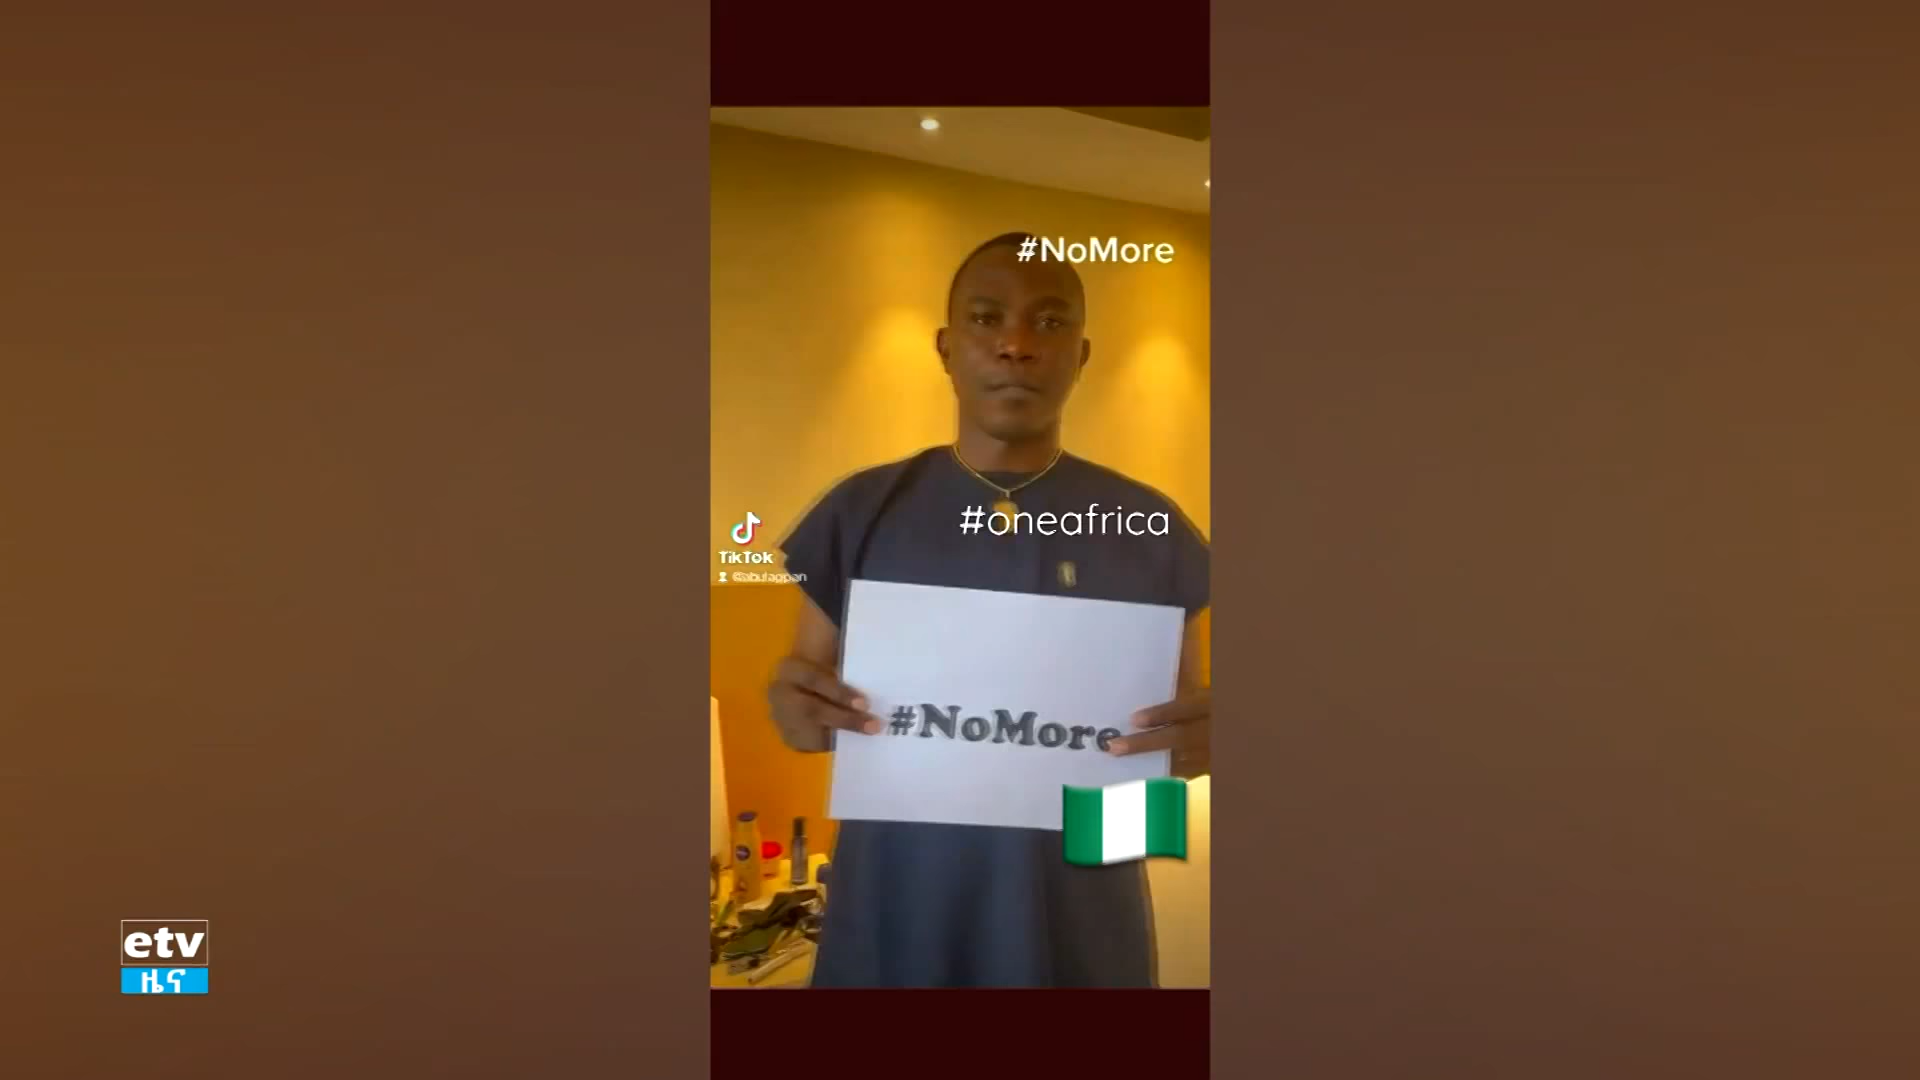 #NoMore
#oneafrica
TikTok
#NoMore
etv
ዜና